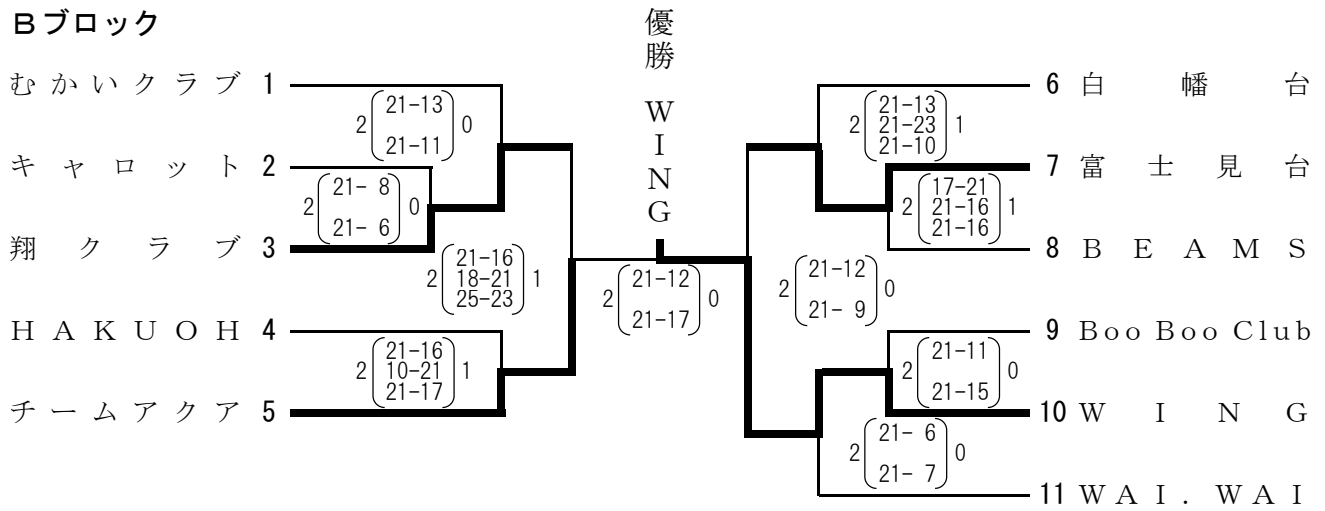 Bブロック
優勝 WING
むかいクラブ 1
2 (21-13 21-11) 0
キャロット 2
2 (21- 8 21- 6) 0
翔クラブ 3
2 (21-16 18-21 25-23) 1
HAKUOH 4
2 (21-16 10-21 21-17) 1
チームアクア 5
2 (21-12 21-17) 0
6 白幡台
2 (21-13 21-23 21-10) 1
7 富士見台
2 (17-21 21-16 21-16) 1
8 BEAMS
2 (21-12 21- 9) 0
9 Boo Boo Club
2 (21-11 21-15) 0
10 WING
2 (21- 6 21- 7) 0
11 WAI.WAI